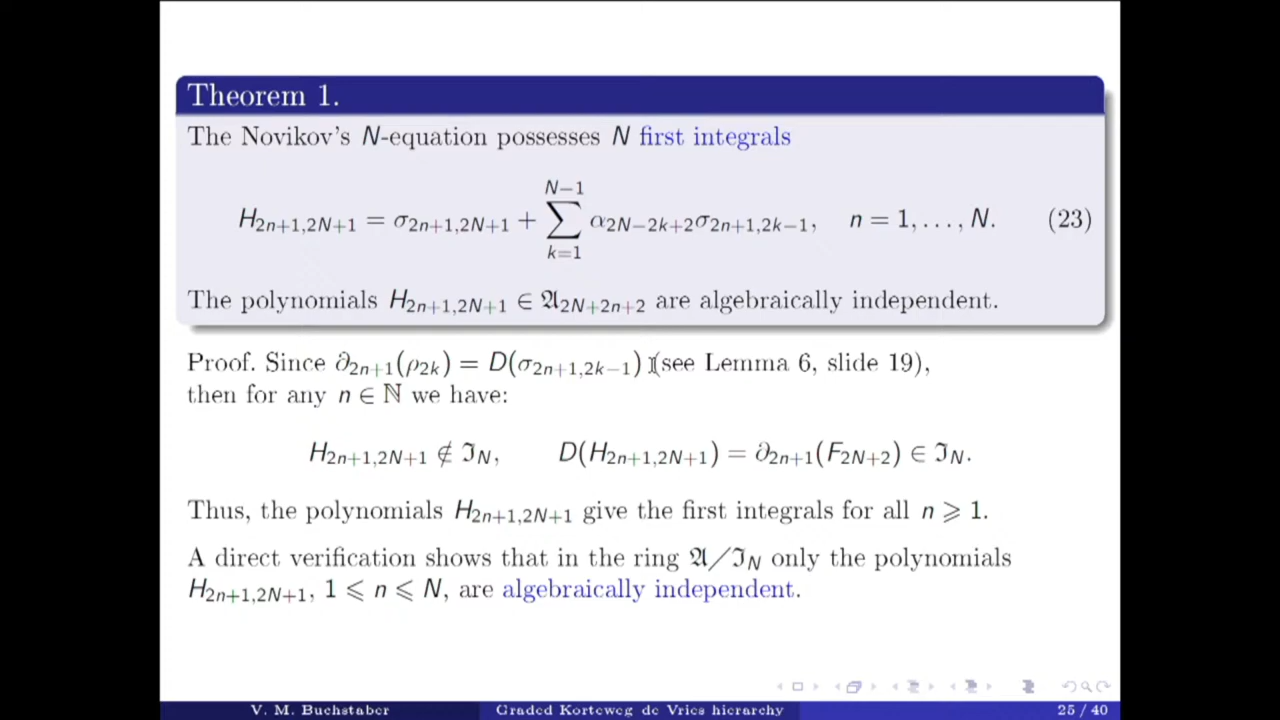 Theorem 1.
The Novikov's N-equation possesses N first integrals
H_{2n+1,2N+1} = σ_{2n+1,2N+1} + \sum_{k=1}^{N−1} α_{2N−2k+2}σ_{2n+1,2k−1},   n = 1, . . . , N.   (23)
The polynomials H_{2n+1,2N+1} ∈ 𝔄_{2N+2n+2} are algebraically independent.
Proof. Since ∂_{2n+1}(ρ_{2k}) = D(σ_{2n+1,2k−1}) (see Lemma 6, slide 19),
then for any n ∈ ℕ we have:
H_{2n+1,2N+1} ∉ ℑ_N,   D(H_{2n+1,2N+1}) = ∂_{2n+1}(F_{2N+2}) ∈ ℑ_N.
Thus, the polynomials H_{2n+1,2N+1} give the first integrals for all n ⩾ 1.
A direct verification shows that in the ring 𝔄/ℑ_N only the polynomials
H_{2n+1,2N+1}, 1 ⩽ n ⩽ N, are algebraically independent.
V. M. Buchstaber Graded Korteweg de Vries hierarchy 25 / 40